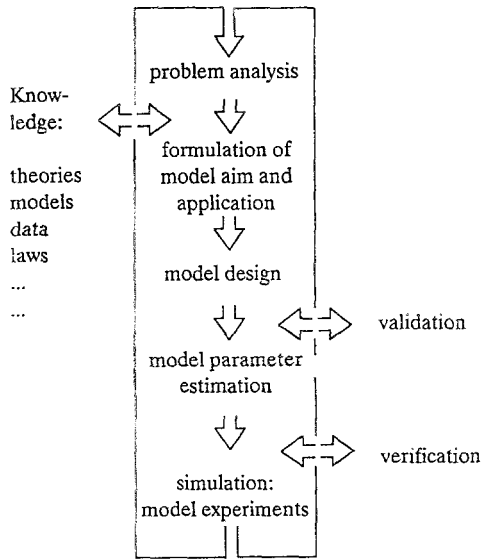 problem analysis
Know-
ledge:
theories
models
data
laws
...
...
formulation of
model aim and
application
model design
validation
model parameter
estimation
verification
simulation:
model experiments